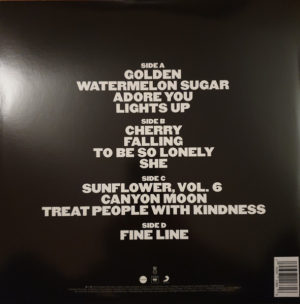 SIDE A
GOLDEN
WATERMELON SUGAR
ADORE YOU
LIGHTS UP
SIDE B
CHERRY
FALLING
TO BE SO LONELY
SHE
SIDE C
SUNFLOWER, VOL. 6
CANYON MOON
TREAT PEOPLE WITH KINDNESS
SIDE D
FINE LINE